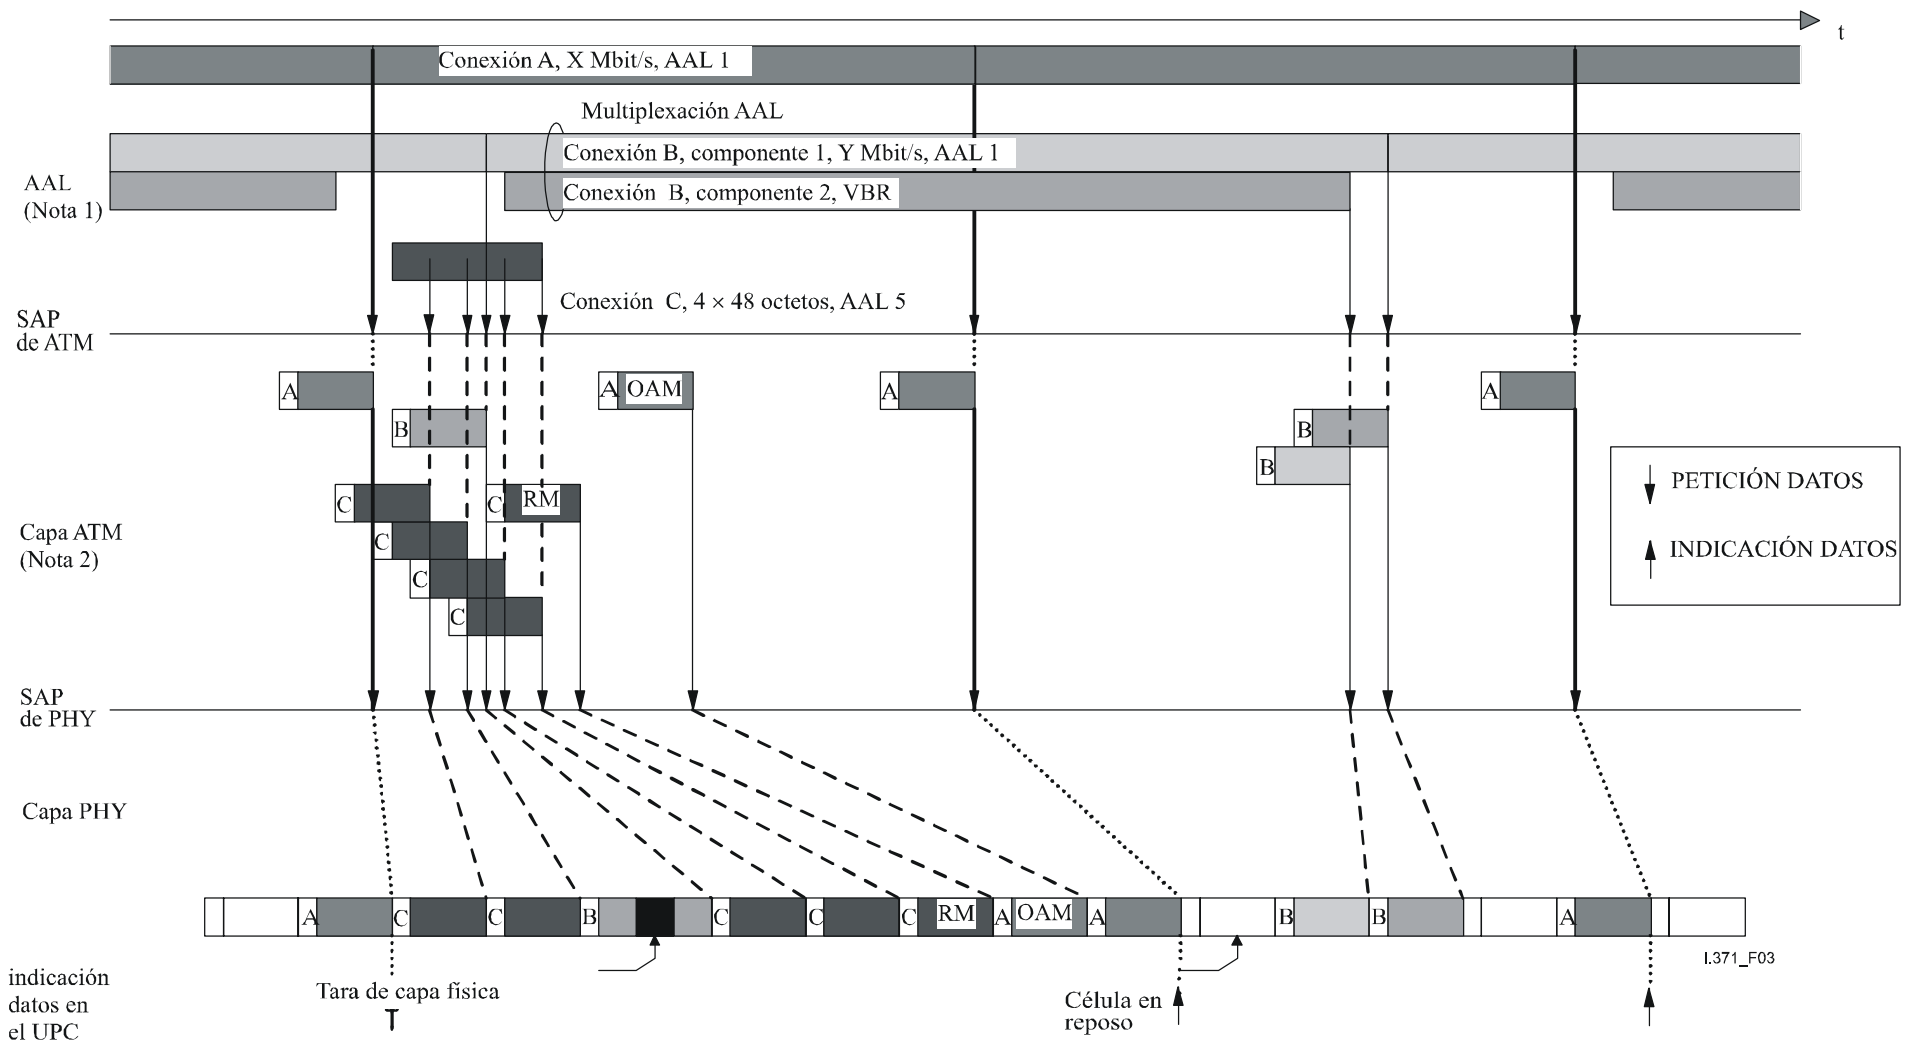 t
Conexión A, X Mbit/s, AAL 1
Multiplexación AAL
Conexión B, componente 1, Y Mbit/s, AAL 1
AAL
(Nota 1)
Conexión B, componente 2, VBR
Conexión C, 4 × 48 octetos, AAL 5
SAP
de ATM
A
A OAM
A
A
B
B
B
C
C RM
C
C
C
Capa ATM
(Nota 2)
PETICIÓN DATOS
INDICACIÓN DATOS
SAP
de PHY
Capa PHY
A C C B C C C RM A OAM A B B A
I.371_F03
indicación
datos en
el UPC
Tara de capa física
Célula en
reposo